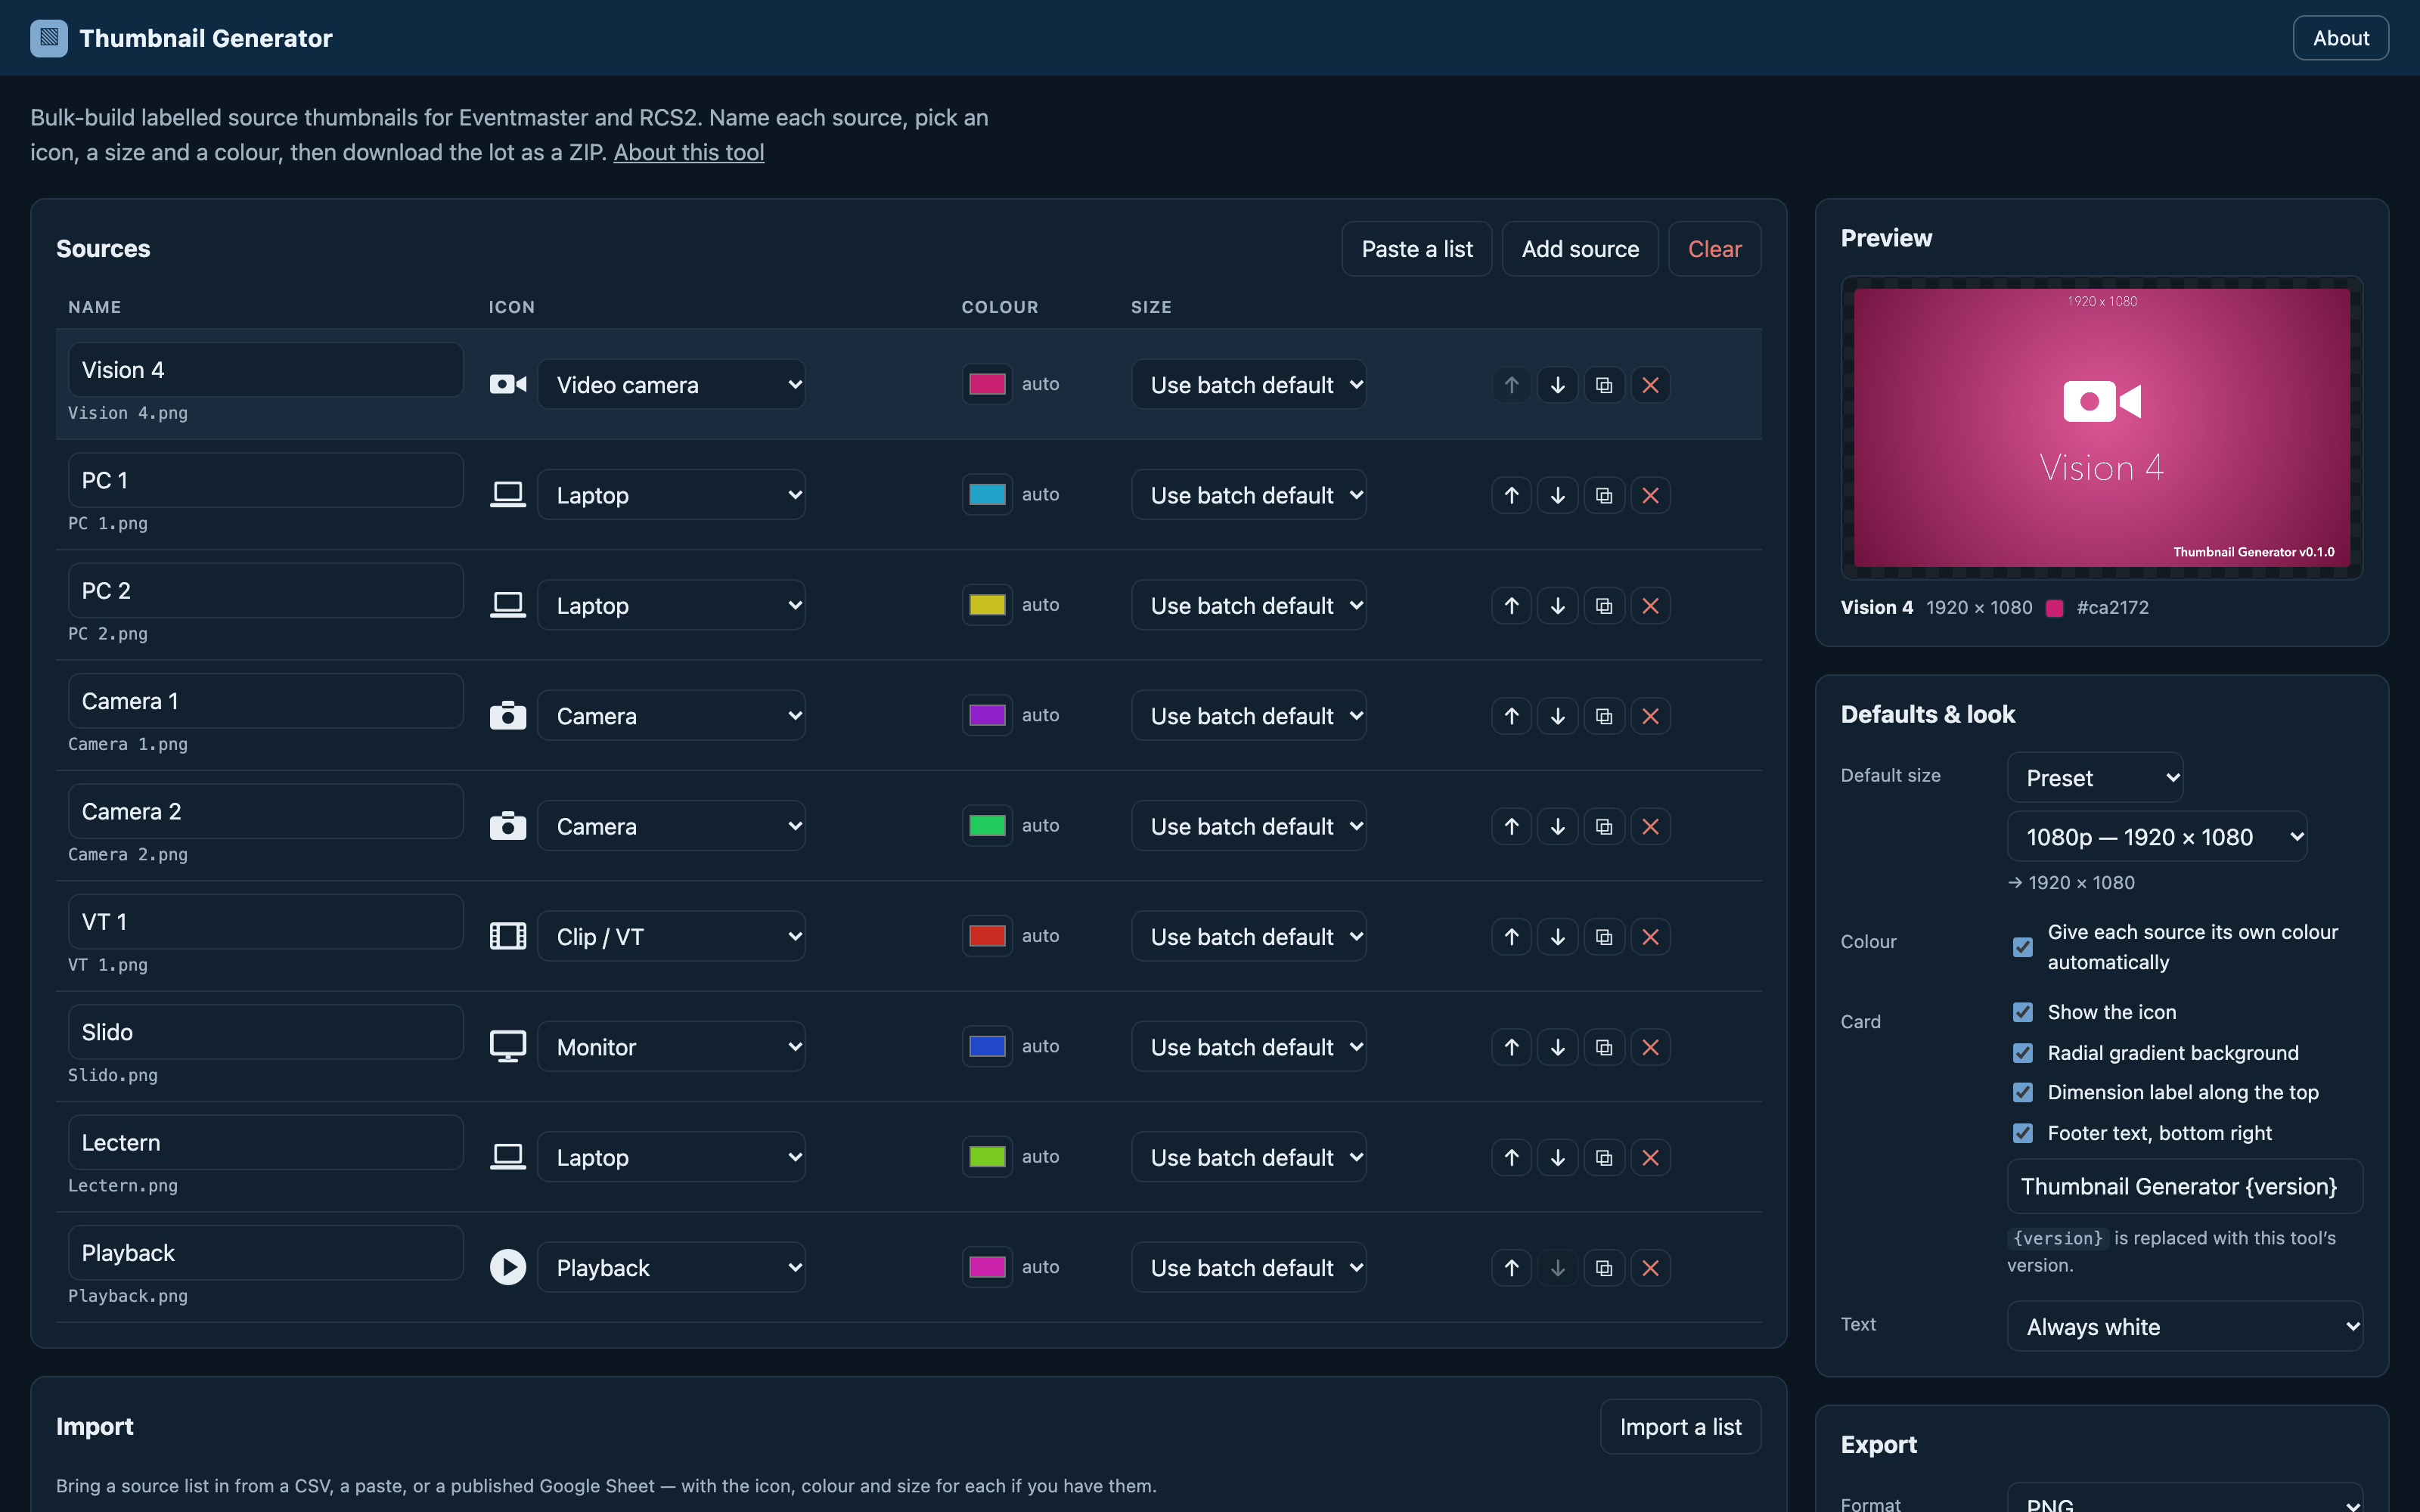 Thumbnail Generator
About
Bulk-build labelled source thumbnails for Eventmaster and RCS2. Name each source, pick an
icon, a size and a colour, then download the lot as a ZIP. About this tool
Sources
Paste a list
Add source
Clear
NAME ICON COLOUR SIZE
Vision 4
Vision 4.png
Video camera
auto
Use batch default
PC 1
PC 1.png
Laptop
auto
Use batch default
PC 2
PC 2.png
Laptop
auto
Use batch default
Camera 1
Camera 1.png
Camera
auto
Use batch default
Camera 2
Camera 2.png
Camera
auto
Use batch default
VT 1
VT 1.png
Clip / VT
auto
Use batch default
Slido
Slido.png
Monitor
auto
Use batch default
Lectern
Lectern.png
Laptop
auto
Use batch default
Playback
Playback.png
Playback
auto
Use batch default
Import
Import a list
Bring a source list in from a CSV, a paste, or a published Google Sheet — with the icon, colour and size for each if you have them.
Preview
1920 x 1080
Vision 4
Thumbnail Generator v0.1.0
Vision 4 1920 × 1080 #ca2172
Defaults & look
Default size
Preset
1080p — 1920 × 1080
→ 1920 × 1080
Colour
Give each source its own colour
automatically
Card
Show the icon
Radial gradient background
Dimension label along the top
Footer text, bottom right
Thumbnail Generator {version}
{version} is replaced with this tool's
version.
Text
Always white
Export
Format
PNG